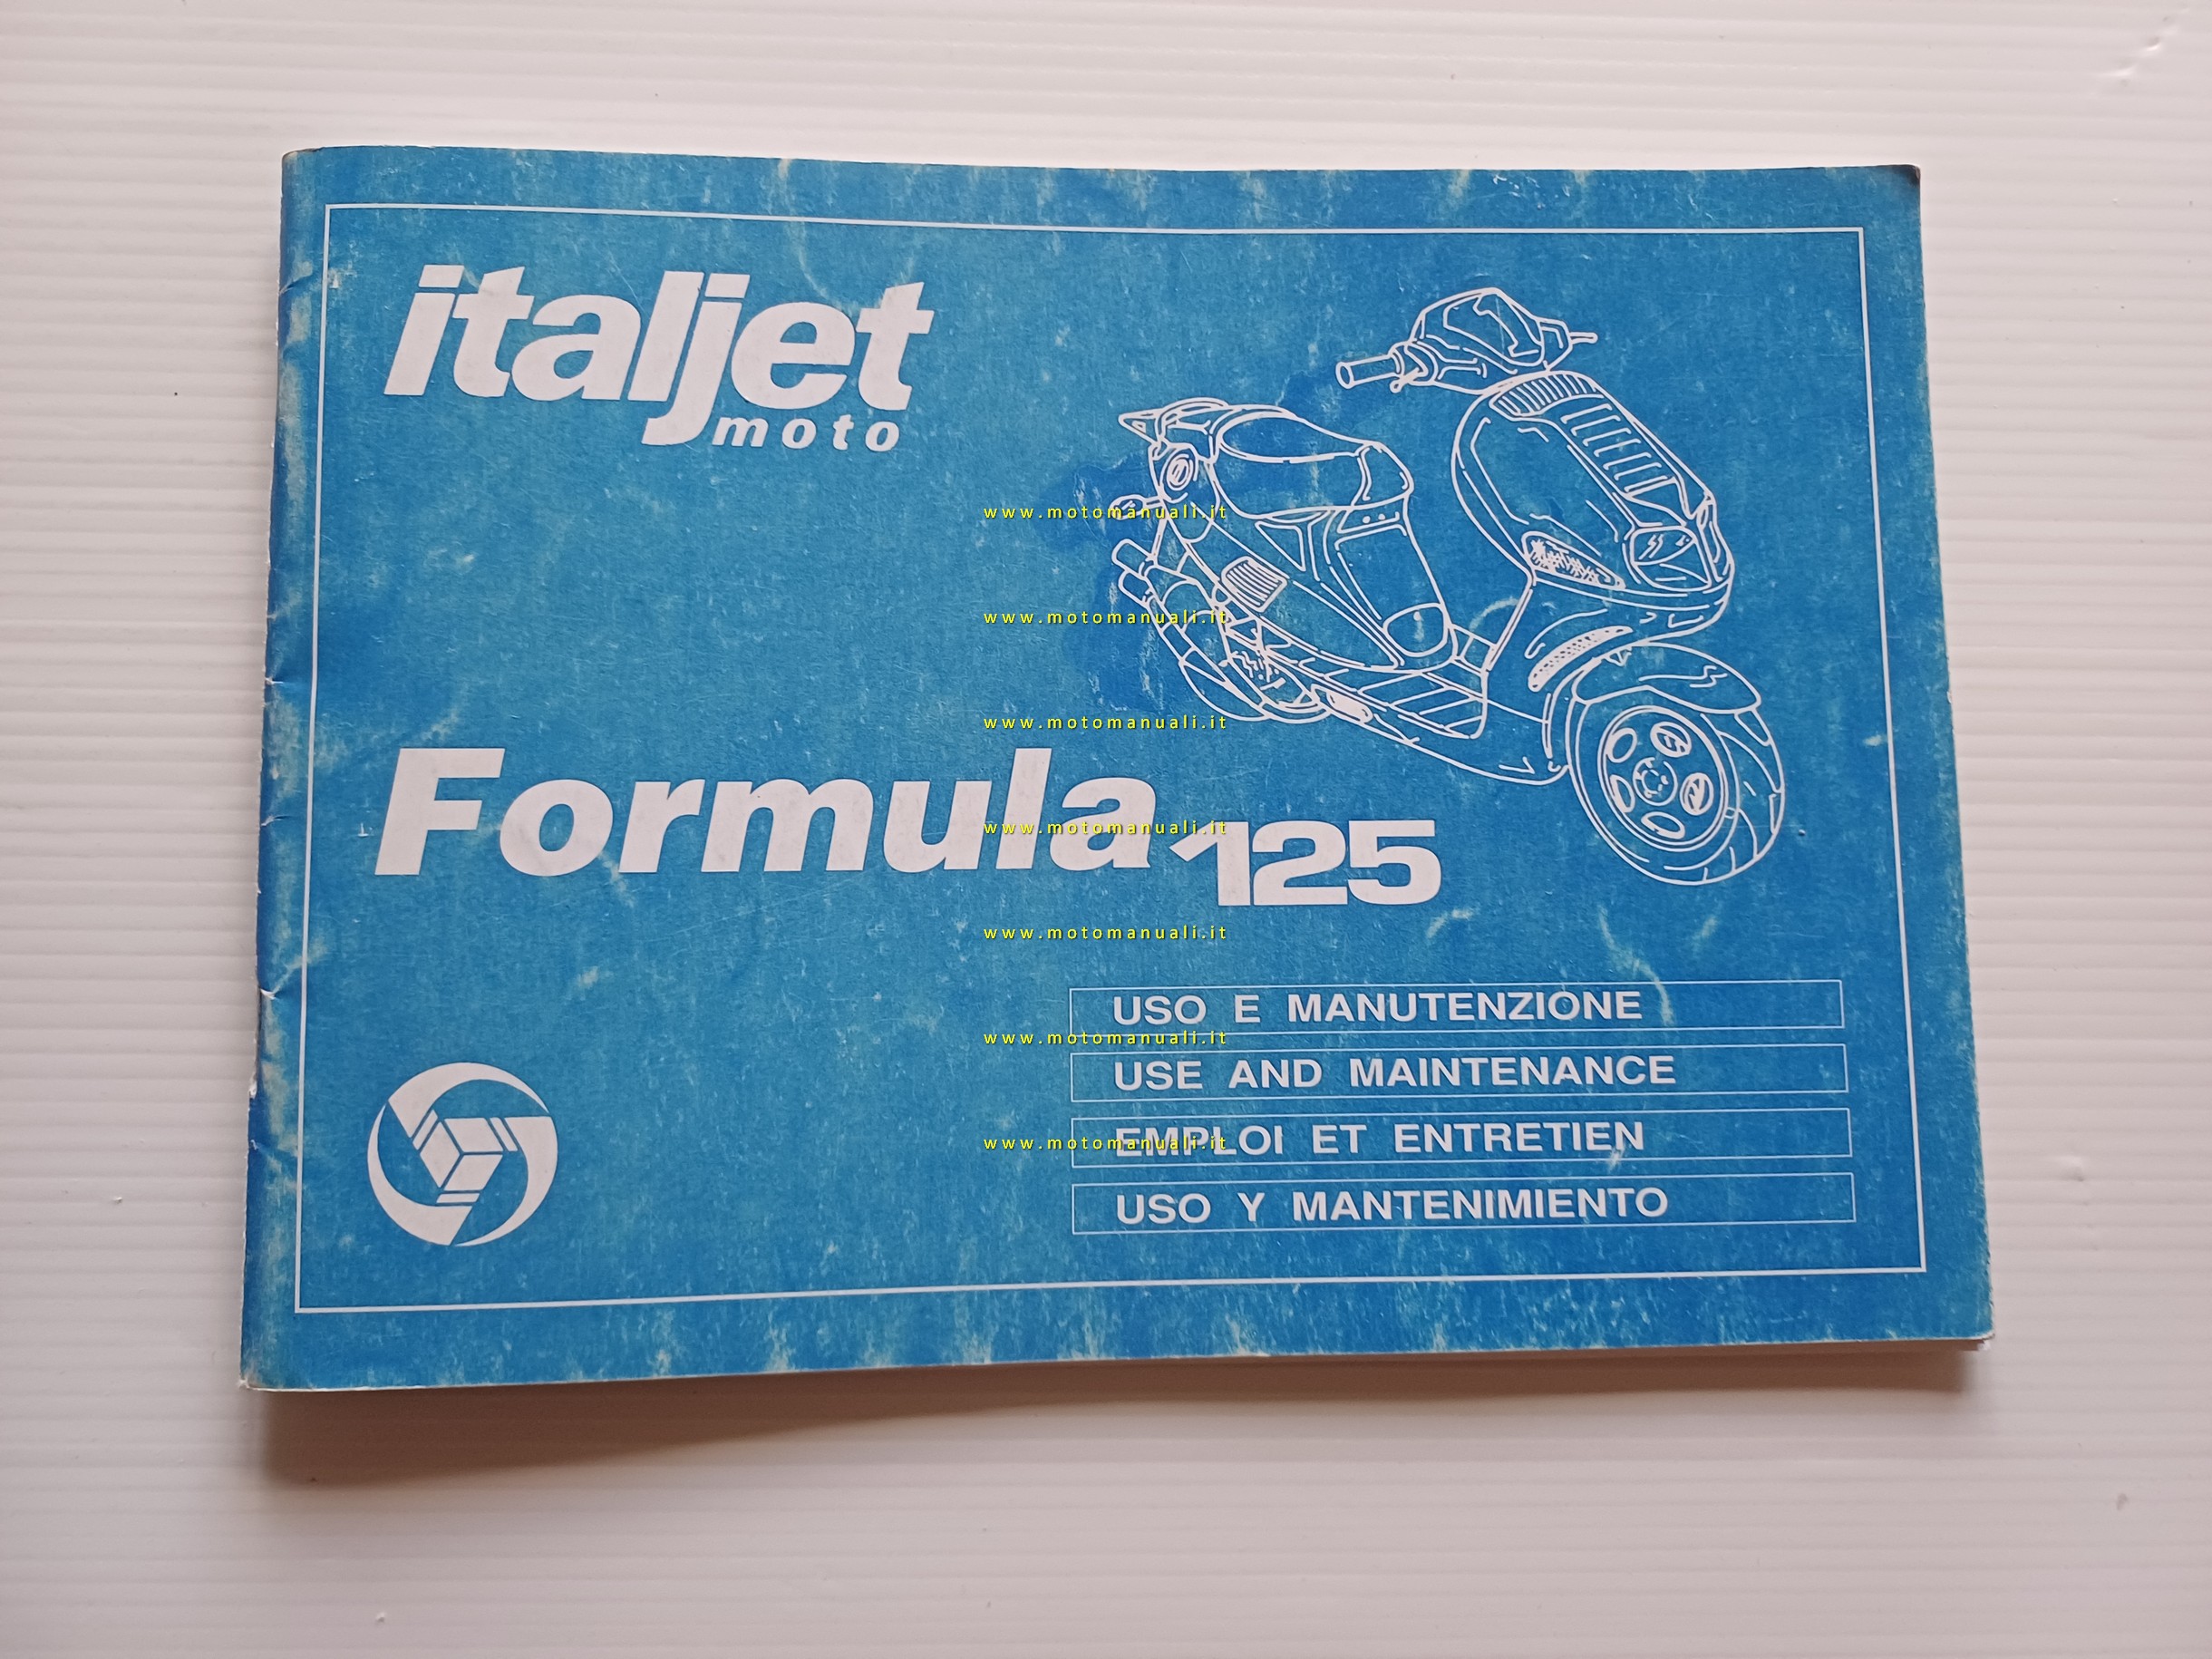 italjet
moto
www.motomanuali.it
www.motomanuali.it
www.motomanuali.it
Formula 125
www.motomanuali.it
www.motomanuali.it
USO E MANUTENZIONE
www.motomanuali.it
USE AND MAINTENANCE
EMPLOI ET ENTRETIEN
www.motomanuali.it
USO Y MANTENIMIENTO